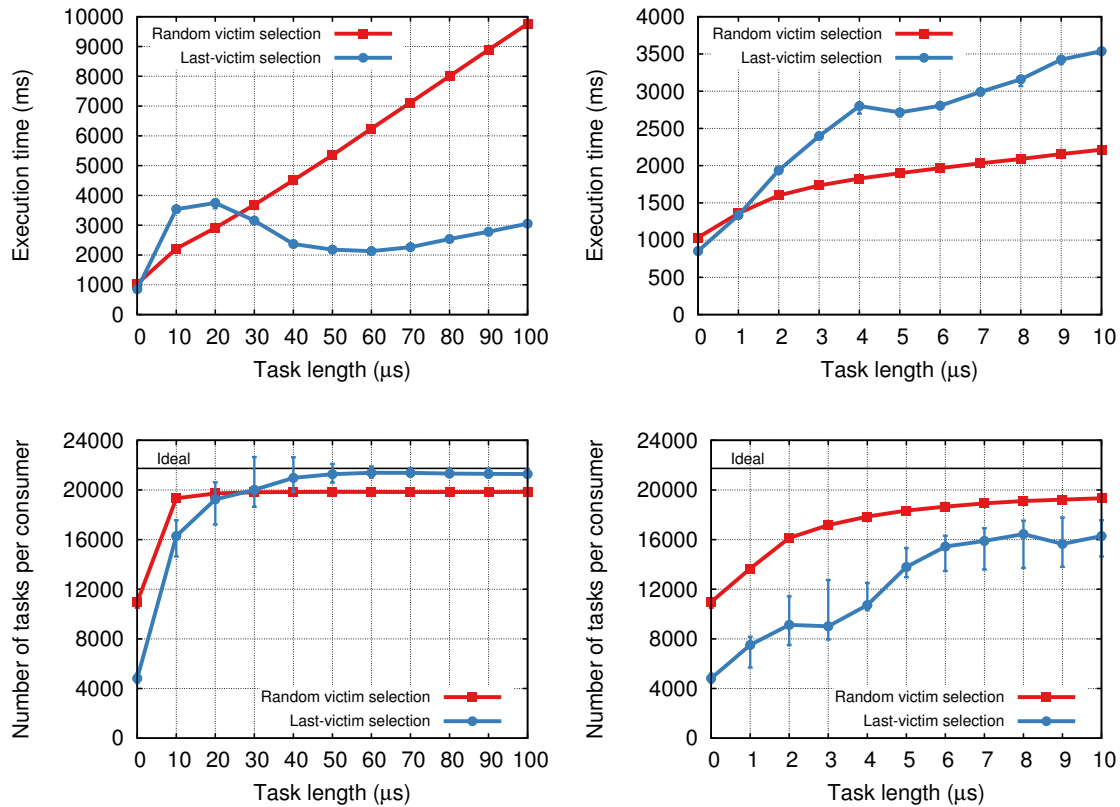 10000
9000
8000
7000
6000
5000
4000
3000
2000
1000
0
Execution time (ms)
Random victim selection
Last-victim selection
0 10 20 30 40 50 60 70 80 90 100
Task length (μs)
4000
3500
3000
2500
2000
1500
1000
500
0
Execution time (ms)
Random victim selection
Last-victim selection
0 1 2 3 4 5 6 7 8 9 10
Task length (μs)
24000
20000
16000
12000
8000
4000
0
Number of tasks per consumer
Ideal
Random victim selection
Last-victim selection
0 10 20 30 40 50 60 70 80 90 100
Task length (μs)
24000
20000
16000
12000
8000
4000
0
Number of tasks per consumer
Ideal
Random victim selection
Last-victim selection
0 1 2 3 4 5 6 7 8 9 10
Task length (μs)